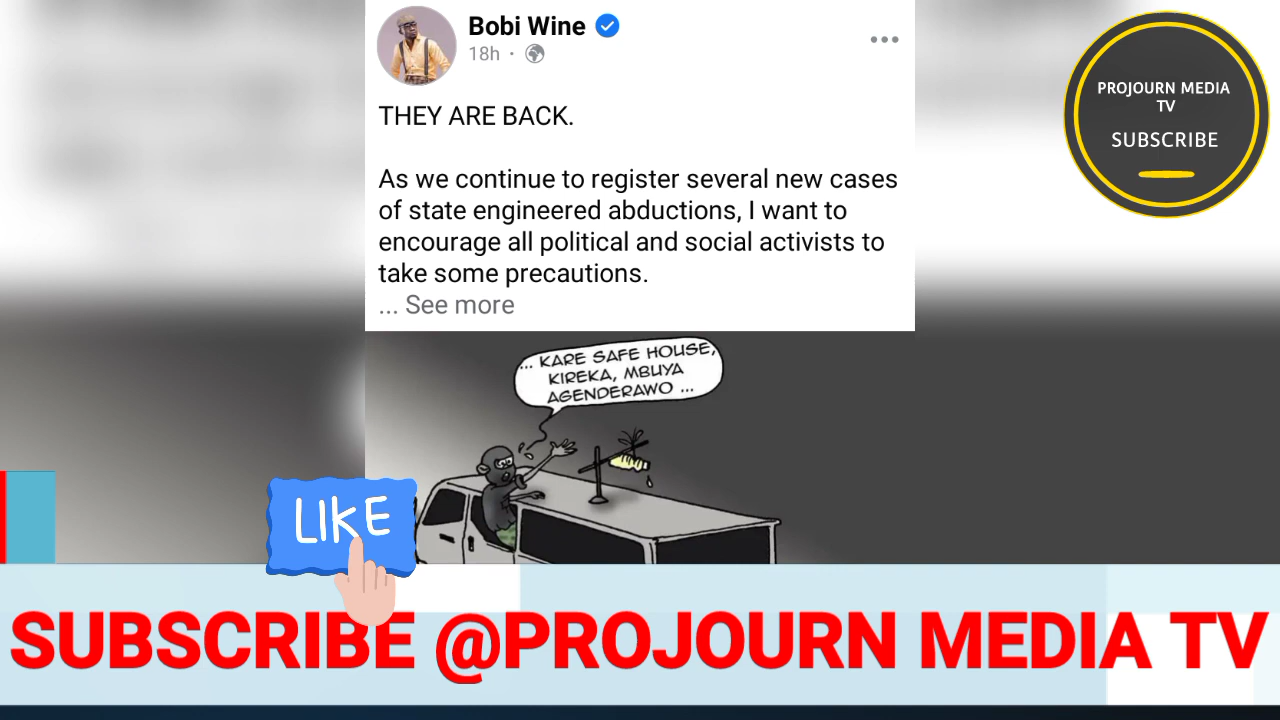 Bobi Wine
18h ·
THEY ARE BACK.
As we continue to register several new cases
of state engineered abductions, I want to
encourage all political and social activists to
take some precautions.
... See more
PROJOURN MEDIA
TV
SUBSCRIBE
... KARE SAFE HOUSE,
KIREKA, MBUYA
AGENDERAWO ...
LIKE
SUBSCRIBE @PROJOURN MEDIA TV